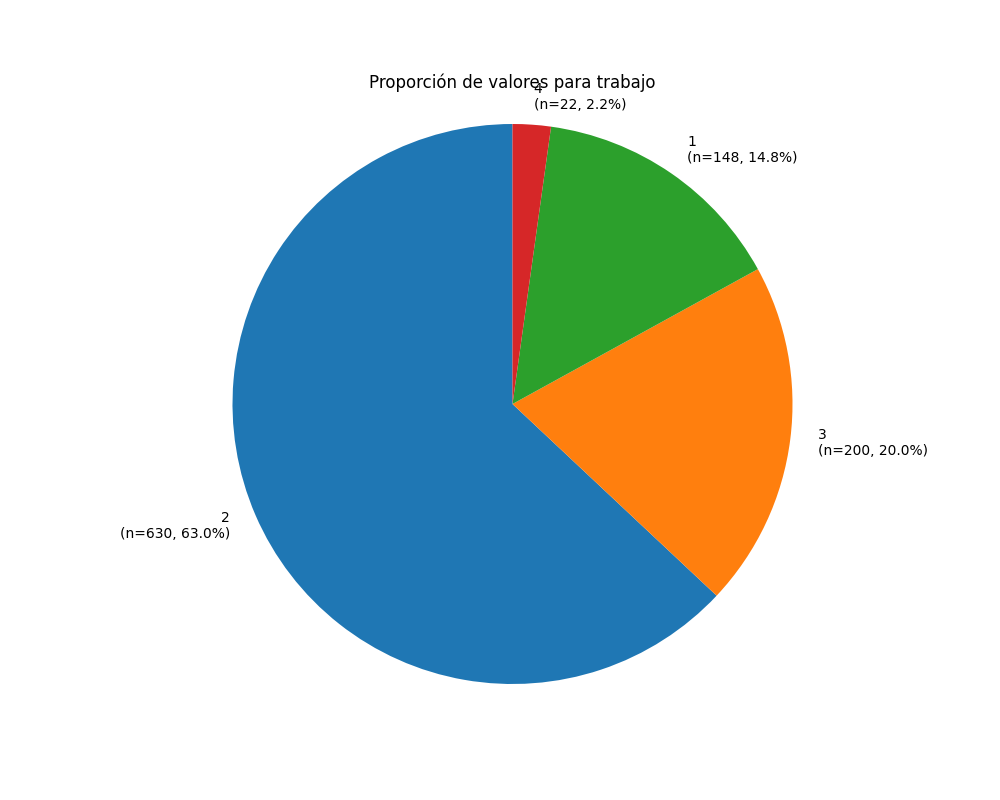 Proporción de valores para trabajo
4
(n=22, 2.2%)
1
(n=148, 14.8%)
3
(n=200, 20.0%)
2
(n=630, 63.0%)